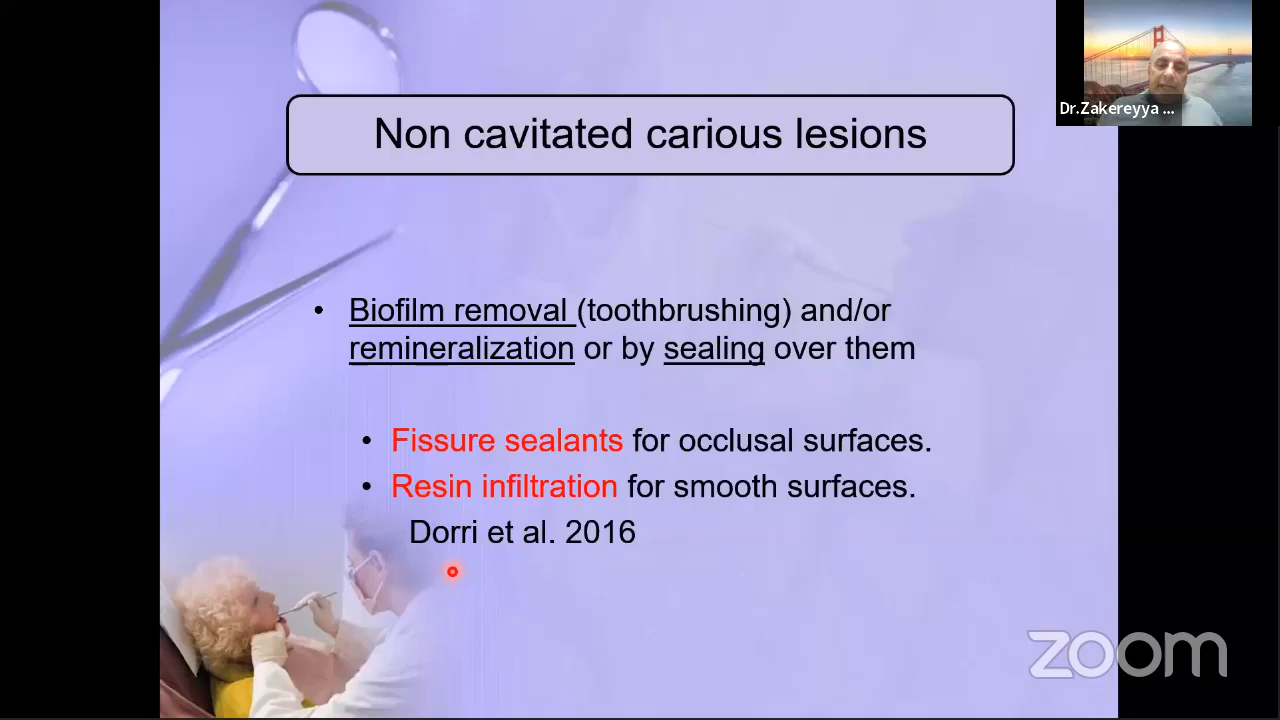 Non cavitated carious lesions
Dr.Zakereyya ...
• Biofilm removal (toothbrushing) and/or
remineralization or by sealing over them
• Fissure sealants for occlusal surfaces.
• Resin infiltration for smooth surfaces.
Dorri et al. 2016
zoom